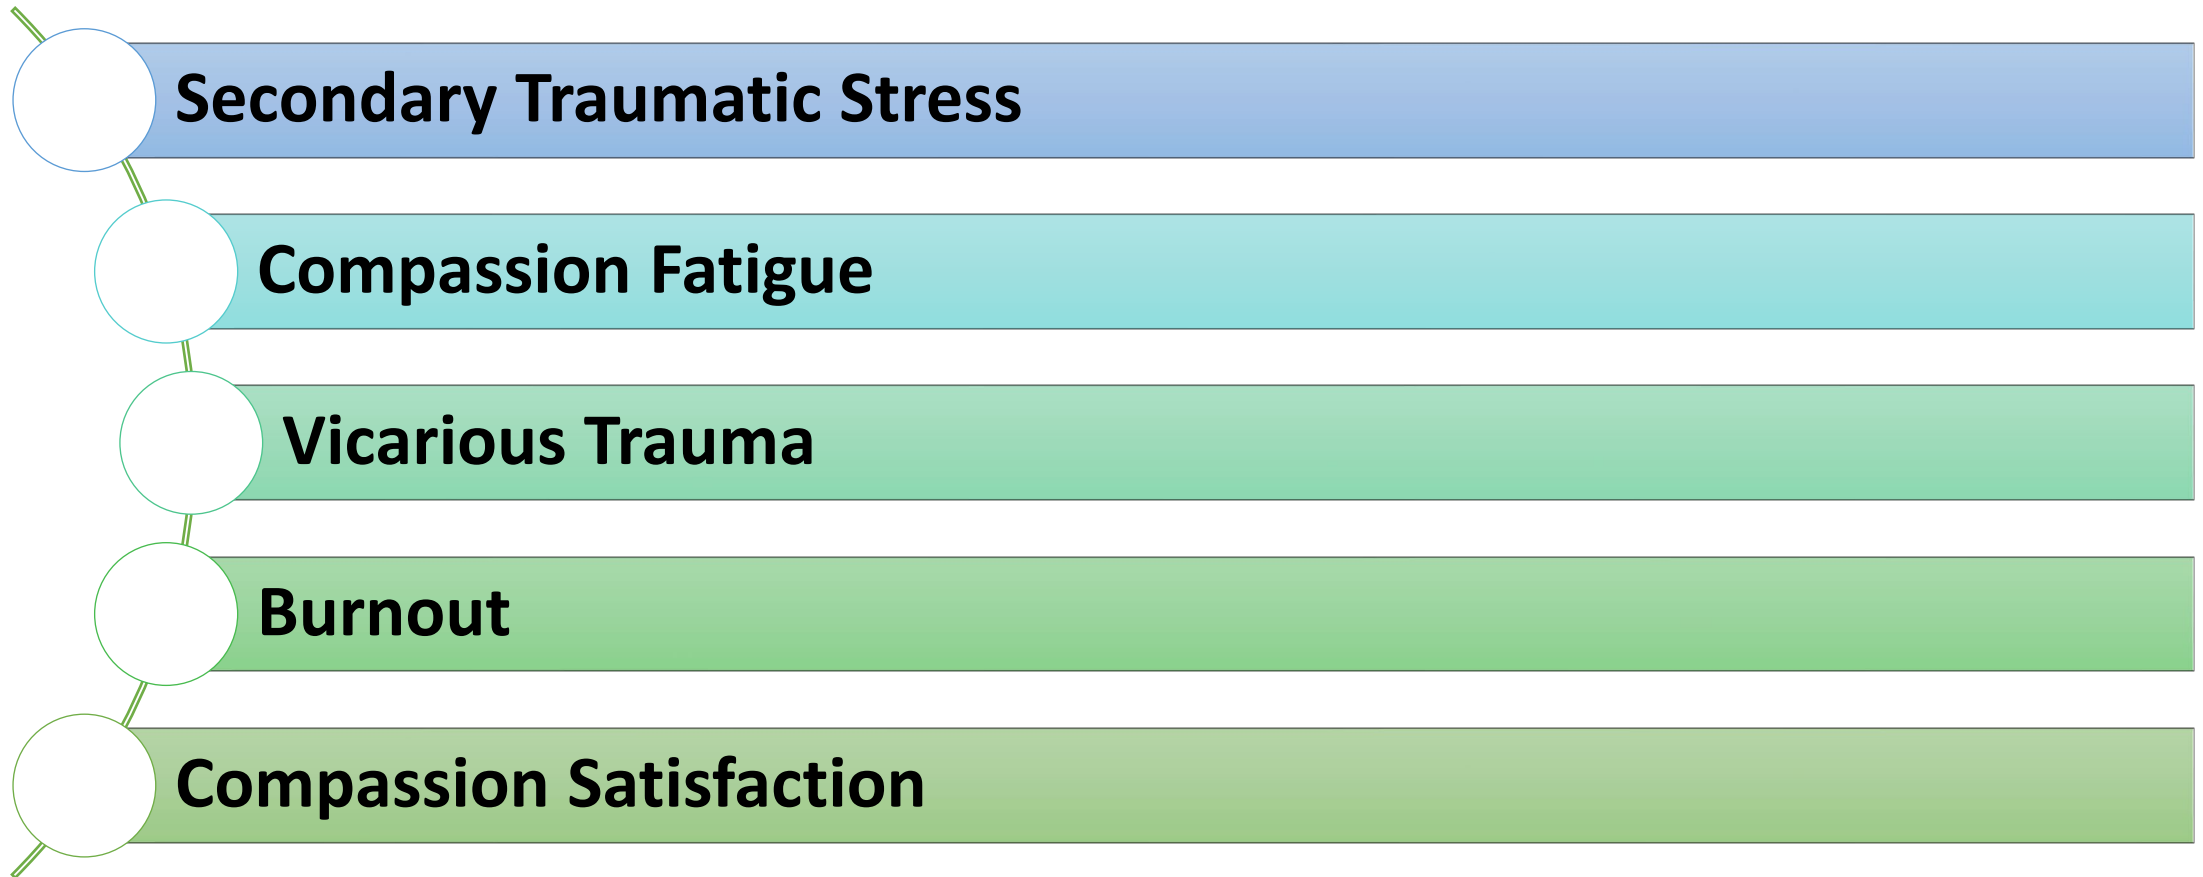 Secondary Traumatic Stress
Compassion Fatigue
Vicarious Trauma
Burnout
Compassion Satisfaction